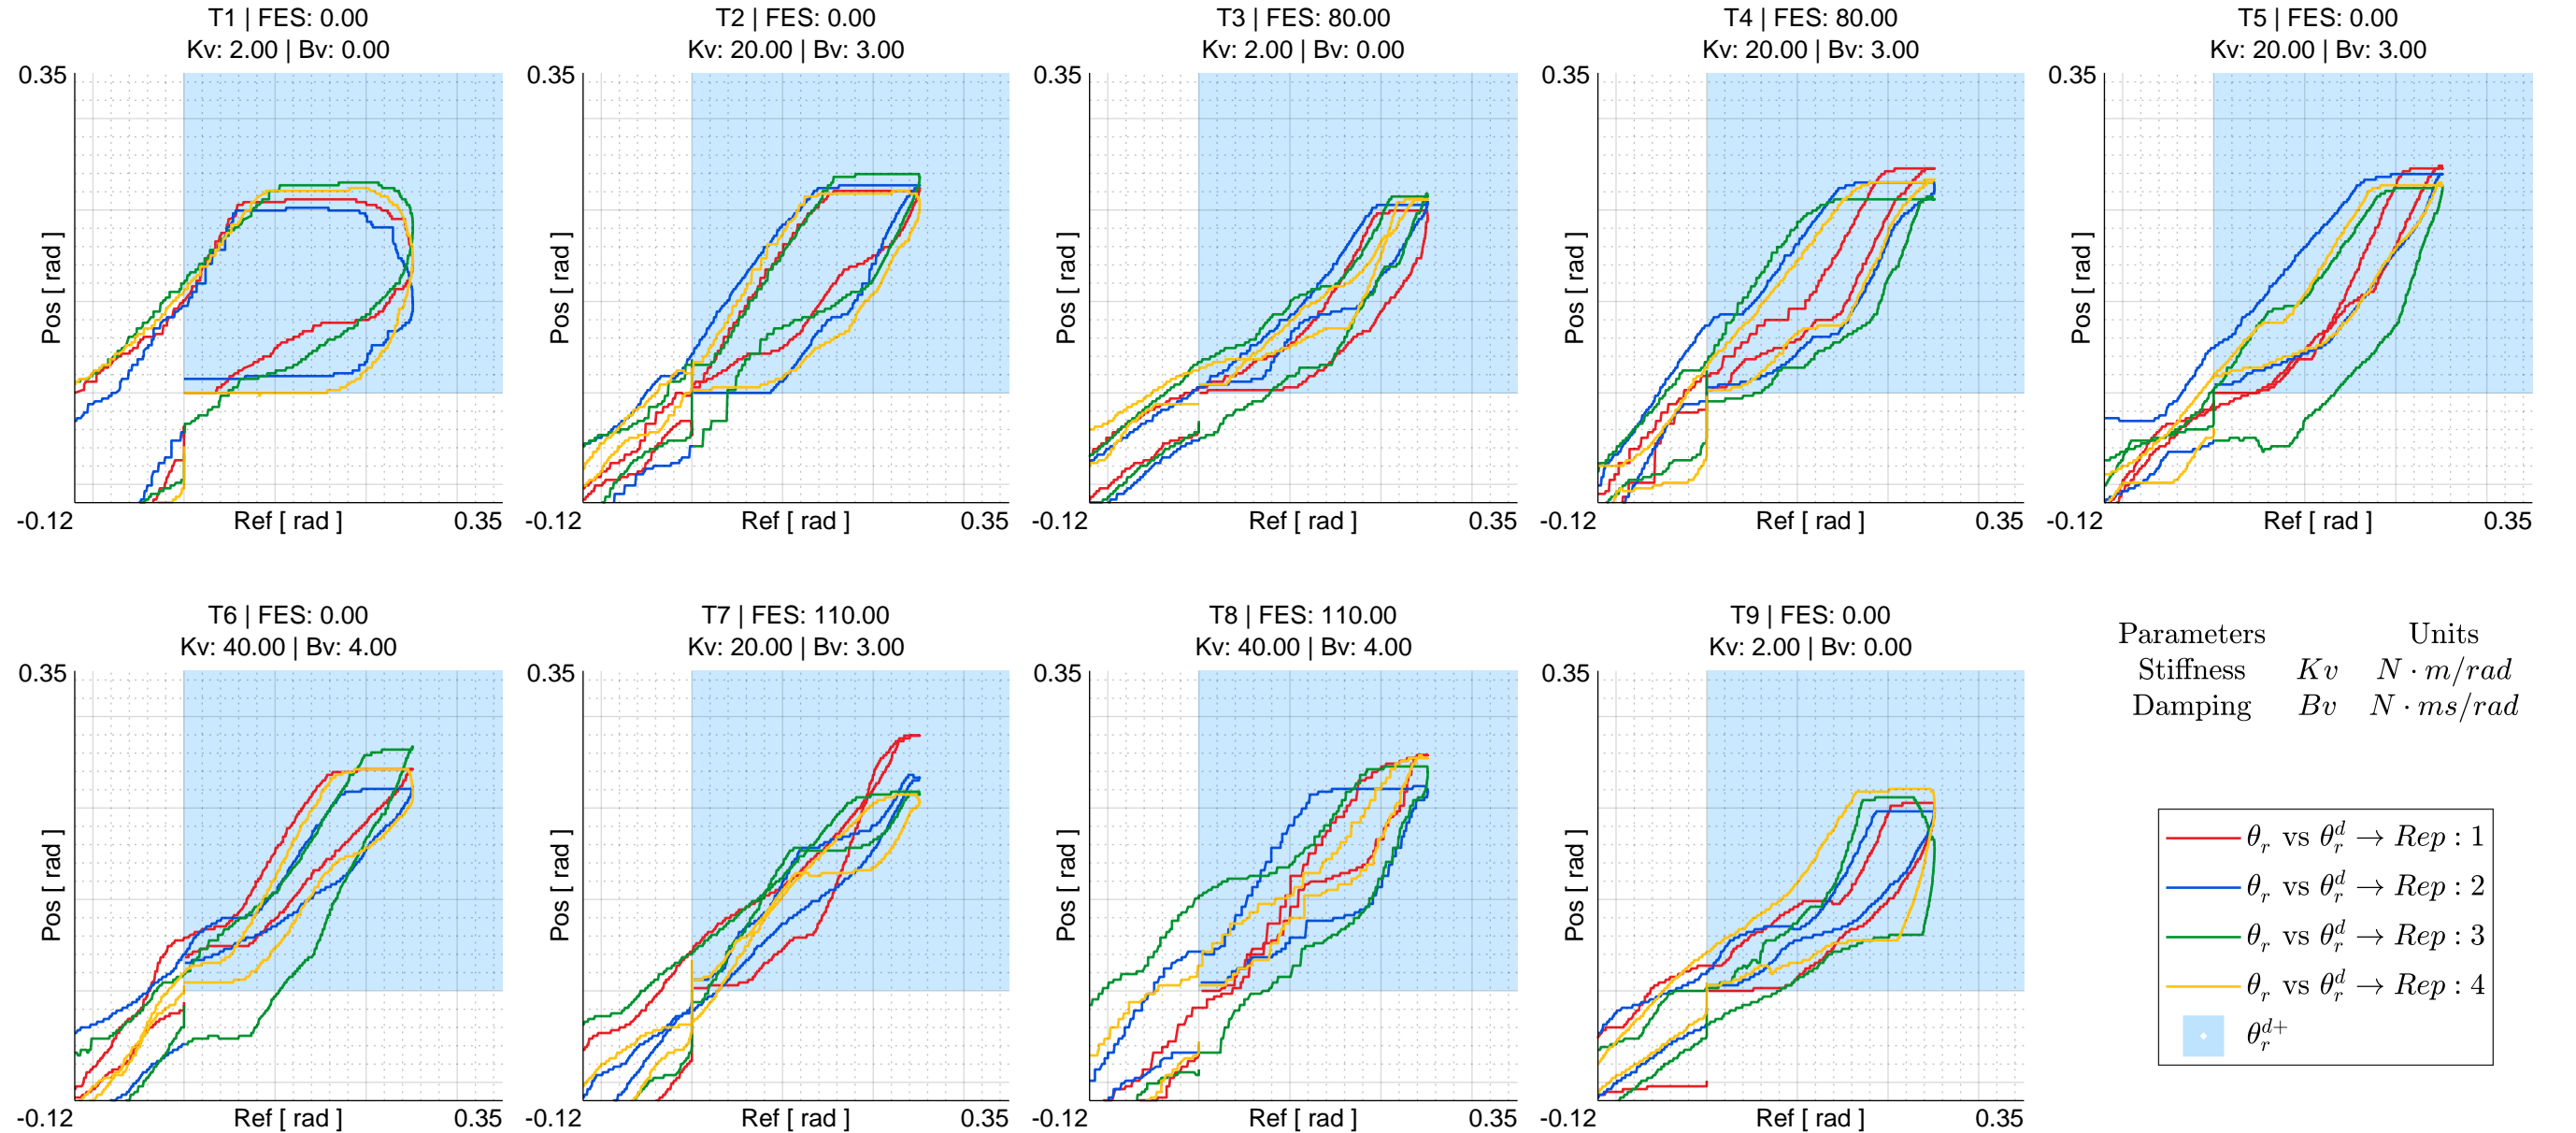 T1 | FES: 0.00
Kv: 2.00 | Bv: 0.00
0.35
Pos [ rad ]
-0.12
Ref [ rad ]
0.35
T2 | FES: 0.00
Kv: 20.00 | Bv: 3.00
0.35
Pos [ rad ]
-0.12
Ref [ rad ]
0.35
T3 | FES: 80.00
Kv: 2.00 | Bv: 0.00
0.35
Pos [ rad ]
-0.12
Ref [ rad ]
0.35
T4 | FES: 80.00
Kv: 20.00 | Bv: 3.00
0.35
Pos [ rad ]
-0.12
Ref [ rad ]
0.35
T5 | FES: 0.00
Kv: 20.00 | Bv: 3.00
0.35
Pos [ rad ]
-0.12
Ref [ rad ]
0.35
T6 | FES: 0.00
Kv: 40.00 | Bv: 4.00
0.35
Pos [ rad ]
-0.12
Ref [ rad ]
0.35
T7 | FES: 110.00
Kv: 20.00 | Bv: 3.00
0.35
Pos [ rad ]
-0.12
Ref [ rad ]
0.35
T8 | FES: 110.00
Kv: 40.00 | Bv: 4.00
0.35
Pos [ rad ]
-0.12
Ref [ rad ]
0.35
T9 | FES: 0.00
Kv: 2.00 | Bv: 0.00
0.35
Pos [ rad ]
-0.12
Ref [ rad ]
0.35
Parameters Units
Stiffness Kv N · m/rad
Damping Bv N · ms/rad
θ_r vs θ_r^d → Rep : 1
θ_r vs θ_r^d → Rep : 2
θ_r vs θ_r^d → Rep : 3
θ_r vs θ_r^d → Rep : 4
θ_r^{d+}